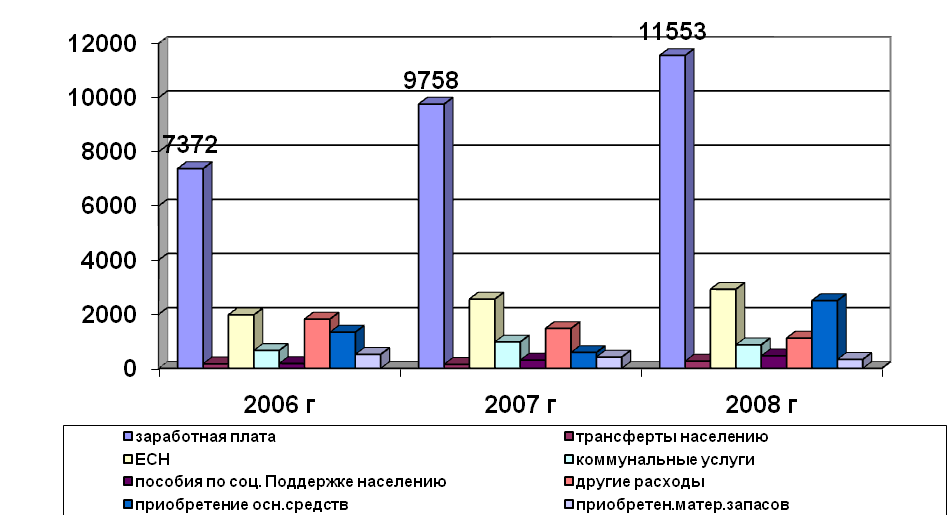 11553
12000
9758
10000
7372
8000
6000
4000
2000
0
2006 г 2007 г 2008 г
заработная плата трансферты населению
ЕСН коммунальные услуги
пособия по соц. Поддержке населению другие расходы
приобретение осн.средств приобретен.матер.запасов